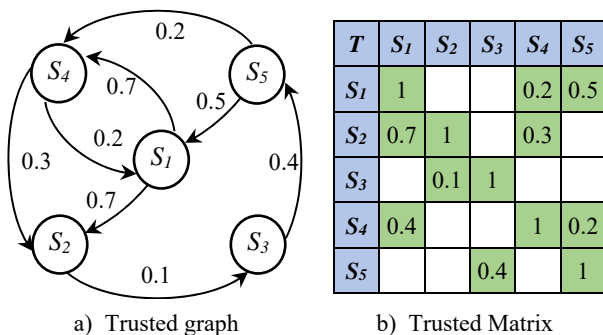 0.2
S4
S5
0.7
0.5
0.2
S1
0.3
0.4
0.7
S2
S3
0.1
a) Trusted graph
T S1 S2 S3 S4 S5
S1 1 0.2 0.5
S2 0.7 1 0.3
S3 0.1 1
S4 0.4 1 0.2
S5 0.4 1
b) Trusted Matrix